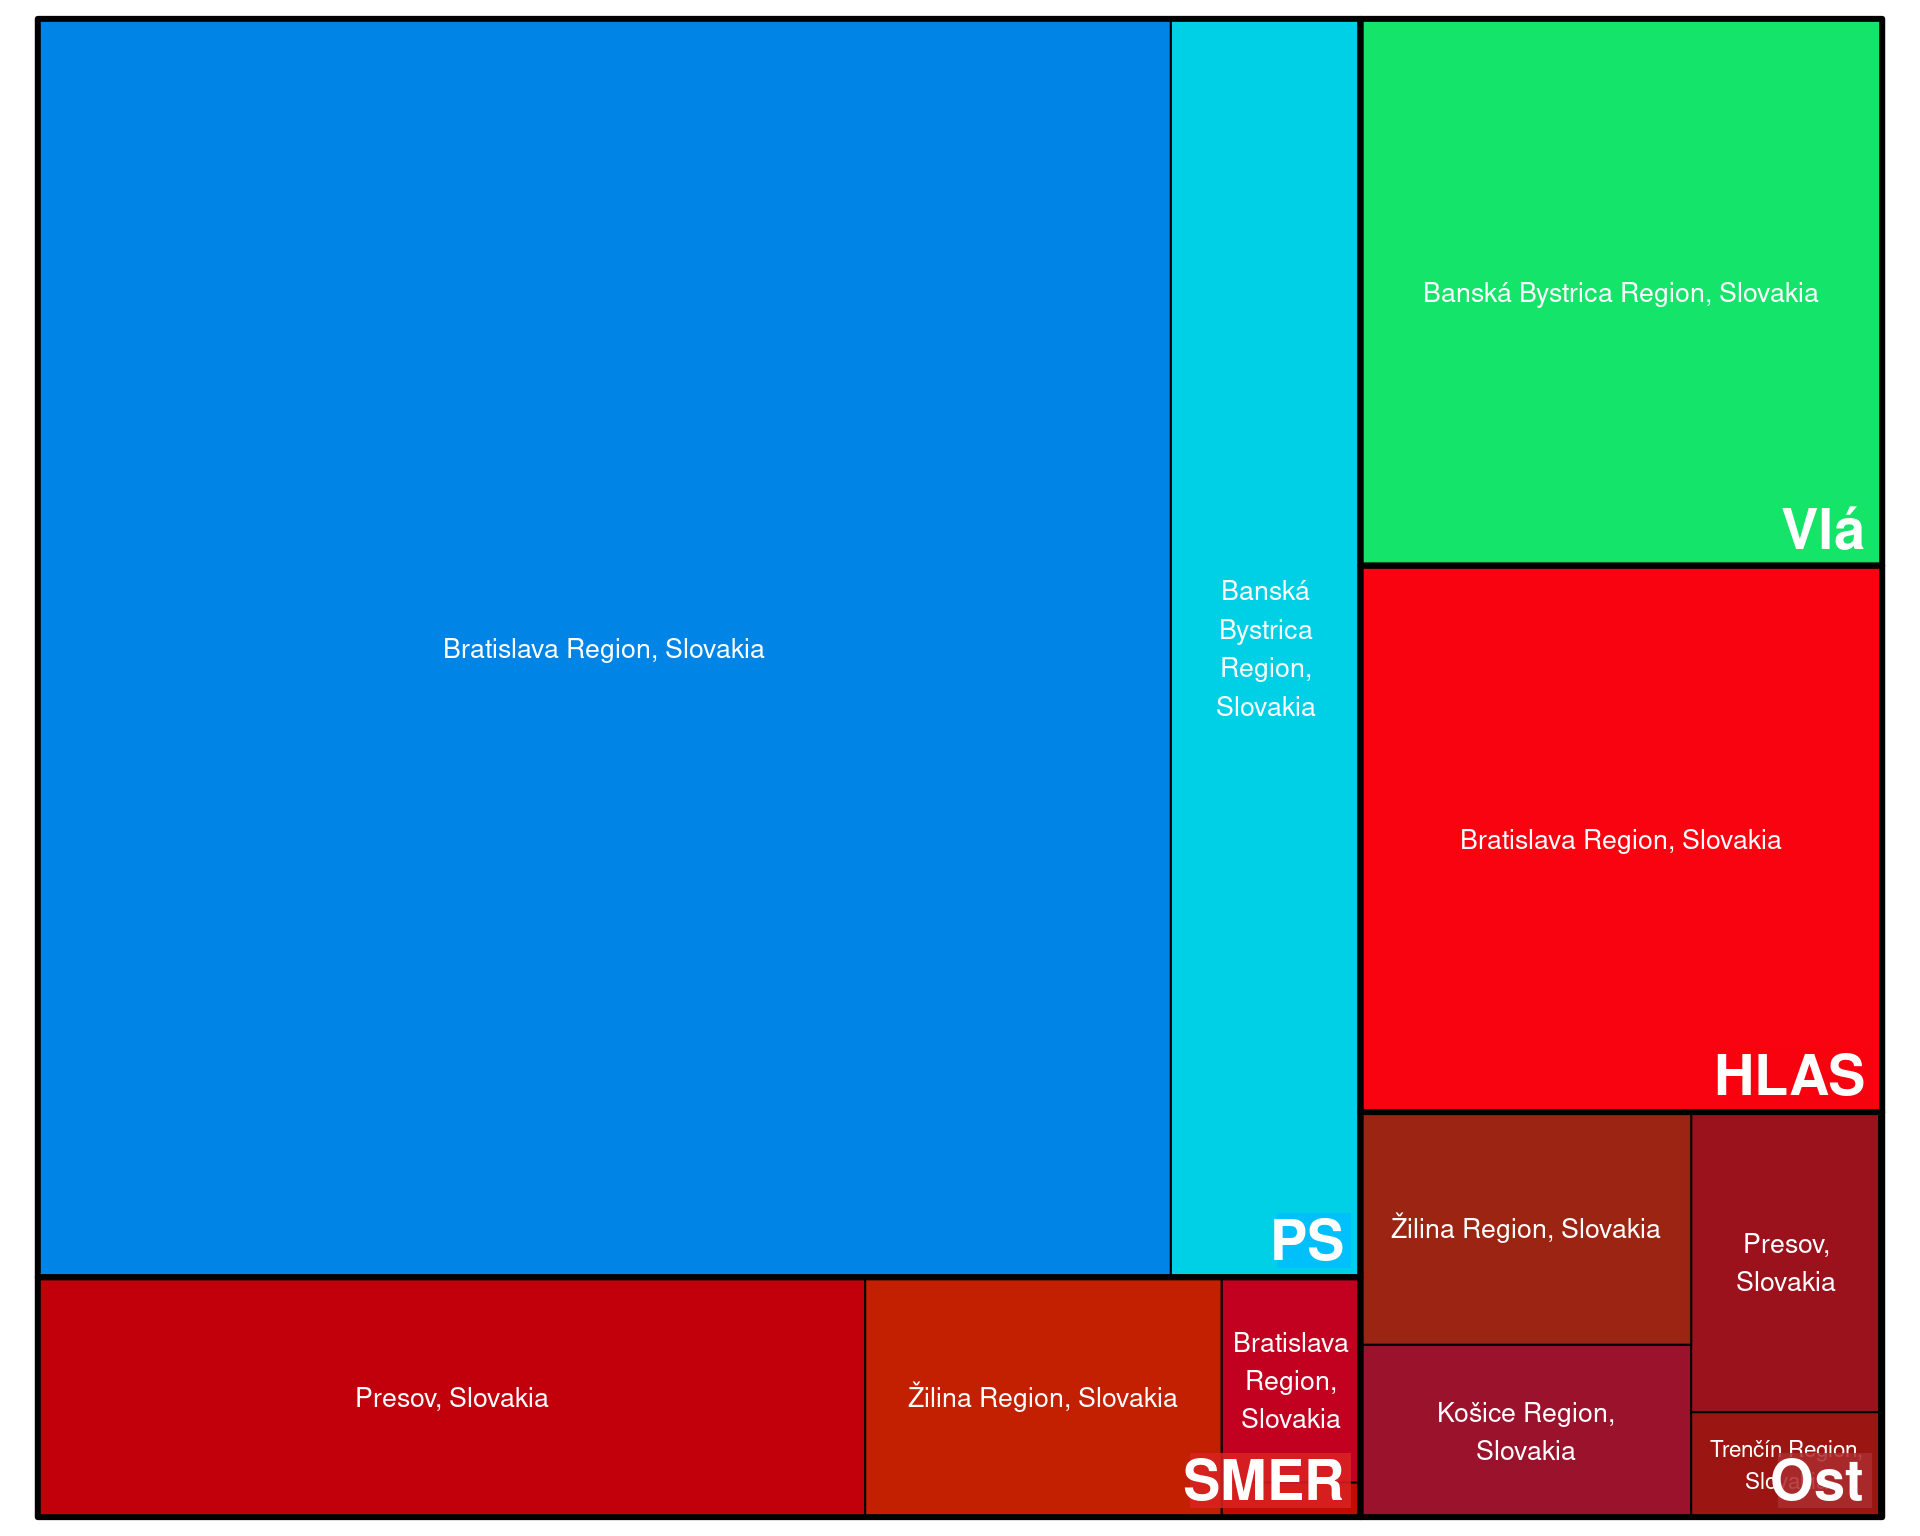 Bratislava Region, Slovakia
Banská
Bystrica
Region,
Slovakia
PS
Banská Bystrica Region, Slovakia
Vlá
Bratislava Region, Slovakia
HLAS
Presov, Slovakia
Žilina Region, Slovakia
Bratislava
Region,
Slovakia
SMER
Žilina Region, Slovakia
Presov,
Slovakia
Košice Region,
Slovakia
Trenčín Region,
Ost